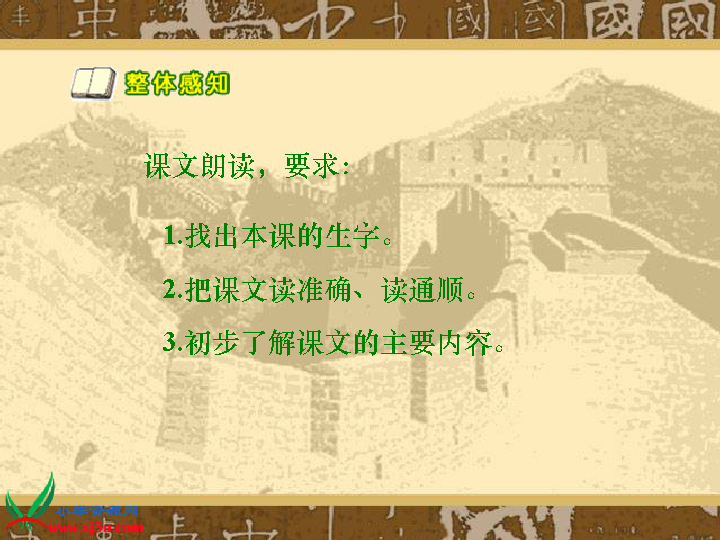 整体感知
课文朗读，要求：
1.找出本课的生字。
2.把课文读准确、读通顺。
3.初步了解课文的主要内容。